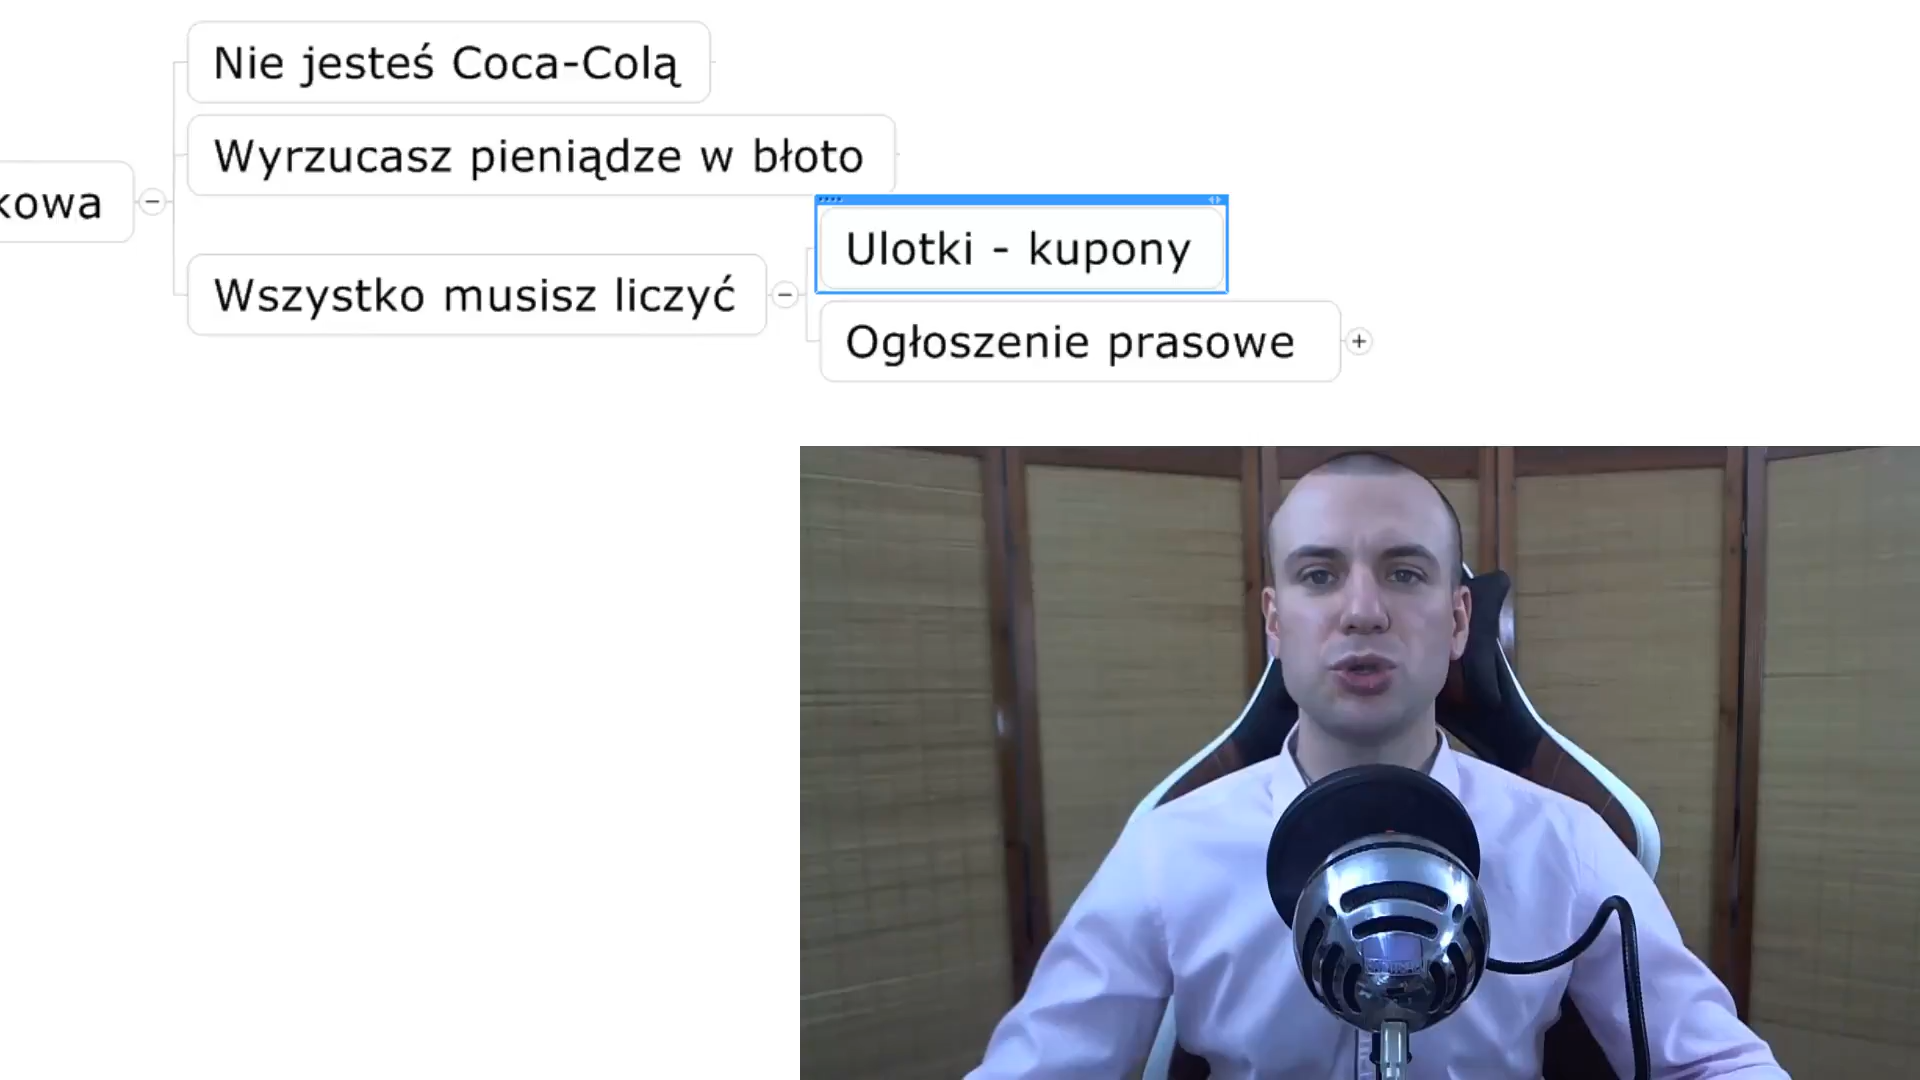 Nie jesteś Coca-Colą
Wyrzucasz pieniądze w błoto
kowa
Ulotki - kupony
Wszystko musisz liczyć
Ogłoszenie prasowe